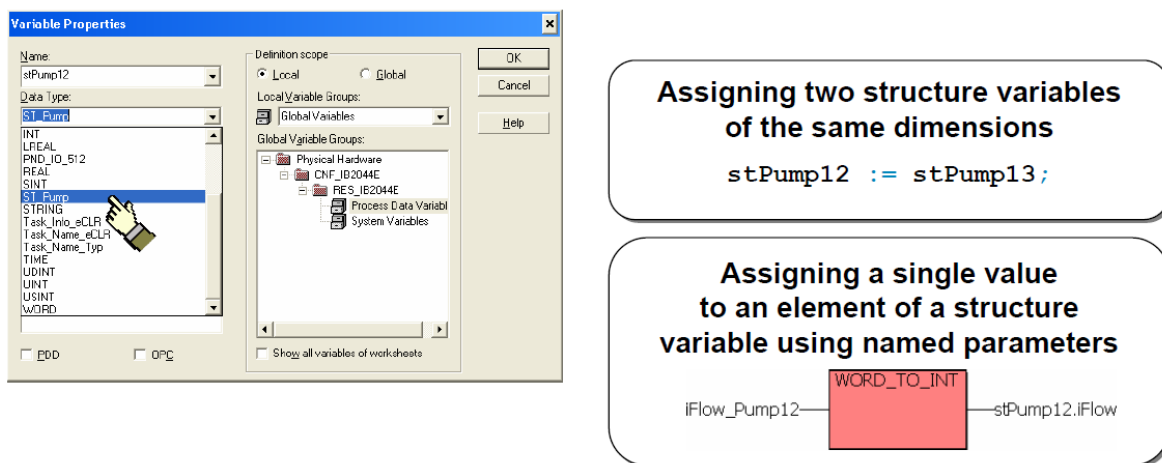 Variable Properties
Name:
stPump12
Data Type:
ST_Pump
INT
LREAL
PND_IO_512
REAL
SINT
ST_Pump
STRING
Task_Info_eCLR
Task_Name_eCLR
Task_Name_Typ
TIME
UDINT
UINT
USINT
WORD
PDD
OPC
Definition scope
Local
Global
Local Variable Groups:
Global Variables
Global Variable Groups:
Physical Hardware
CNF_IB2044E
RES_IB2044E
Process Data Variabl
System Variables
Show all variables of worksheets
OK
Cancel
Help
Assigning two structure variables
of the same dimensions
stPump12 := stPump13;
Assigning a single value
to an element of a structure
variable using named parameters
WORD_TO_INT
iFlow_Pump12
stPump12.iFlow